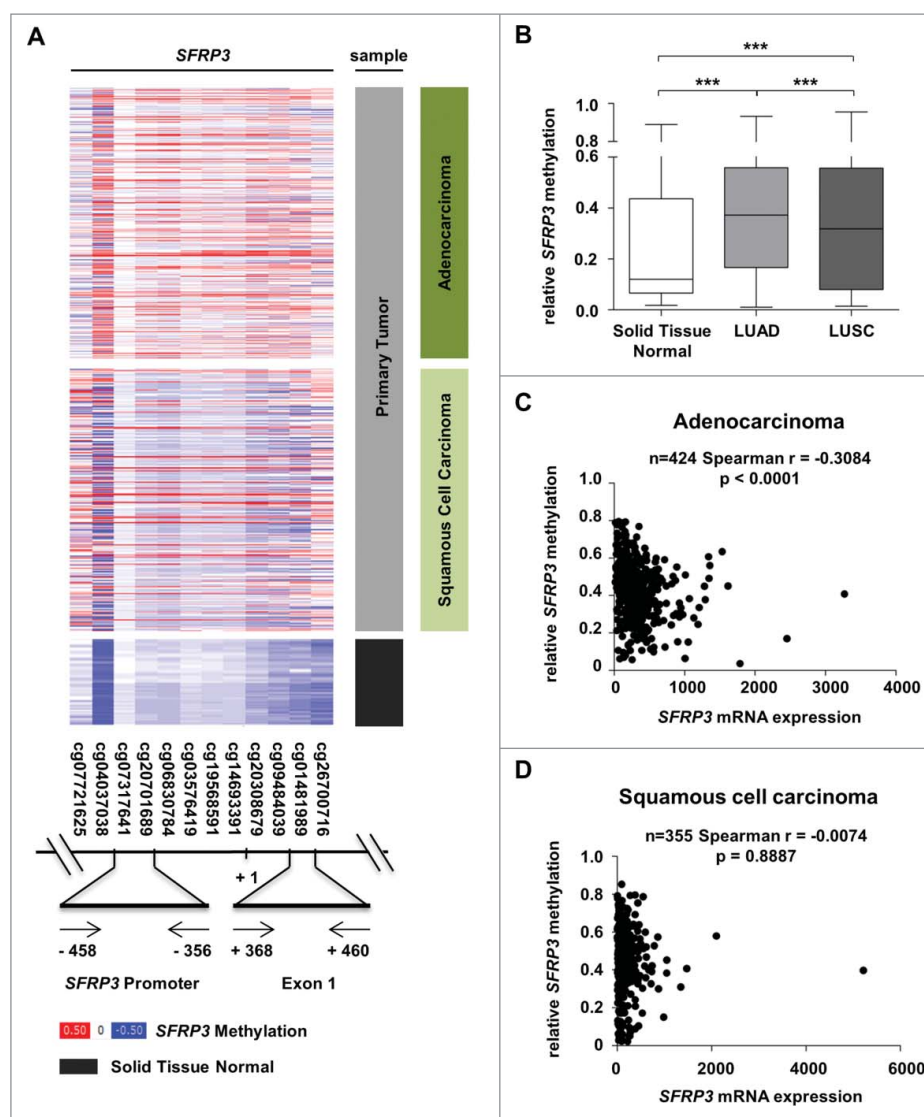 A
SFRP3
sample
Primary Tumor
Adenocarcinoma
Squamous Cell Carcinoma
cg07721625
cg04037038
cg07317641
cg20701689
cg06830784
cg03576419
cg19568591
cg14693391
cg20308679
cg09484039
cg01481989
cg26700716
+ 1
- 458
- 356
+ 368
+ 460
SFRP3 Promoter
Exon 1
0.50 0 -0.50 SFRP3 Methylation
Solid Tissue Normal
B
***
*** ***
relative SFRP3 methylation
1.0
0.8
0.6
0.4
0.2
0.0
Solid Tissue
Normal
LUAD
LUSC
C
Adenocarcinoma
n=424 Spearman r = -0.3084
p < 0.0001
relative SFRP3 methylation
1.0
0.8
0.6
0.4
0.2
0
0 1000 2000 3000 4000
SFRP3 mRNA expression
D
Squamous cell carcinoma
n=355 Spearman r = -0.0074
p = 0.8887
relative SFRP3 methylation
1.0
0.8
0.6
0.4
0.2
0
0 2000 4000 6000
SFRP3 mRNA expression